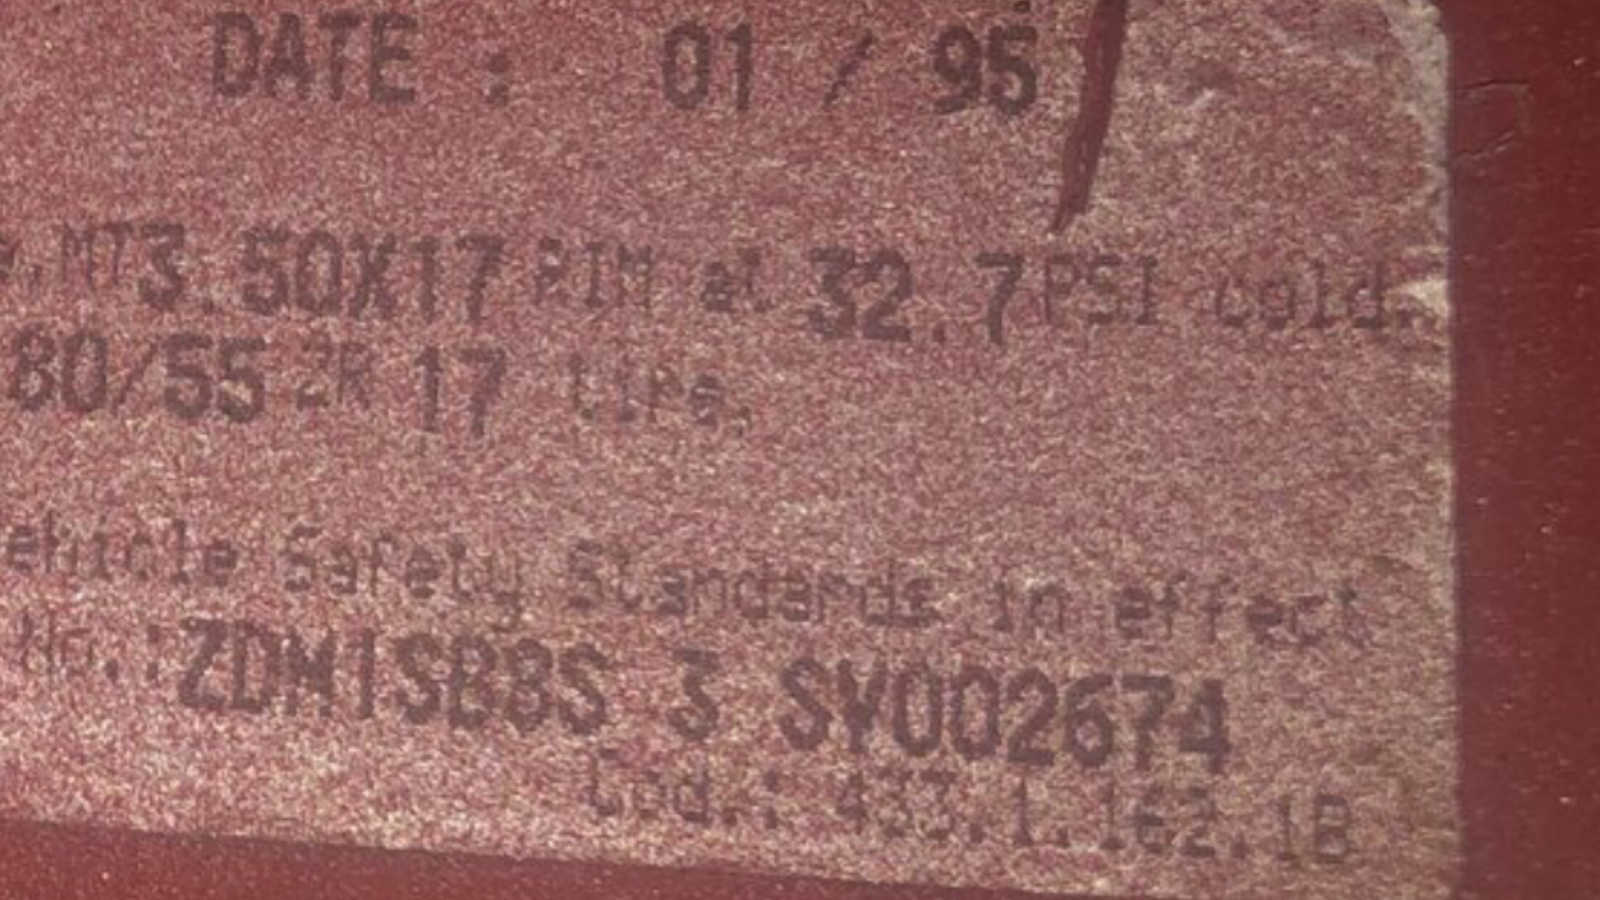 DATE : 01 / 95
MT3.50X17 RIM at 32.7 PSI cold.
80/55 ZR 17 tire.
ehicle Safety Standards in effect
No.: ZDM1SB8S 3 SY002674
Cod.: 433.1.162.1B